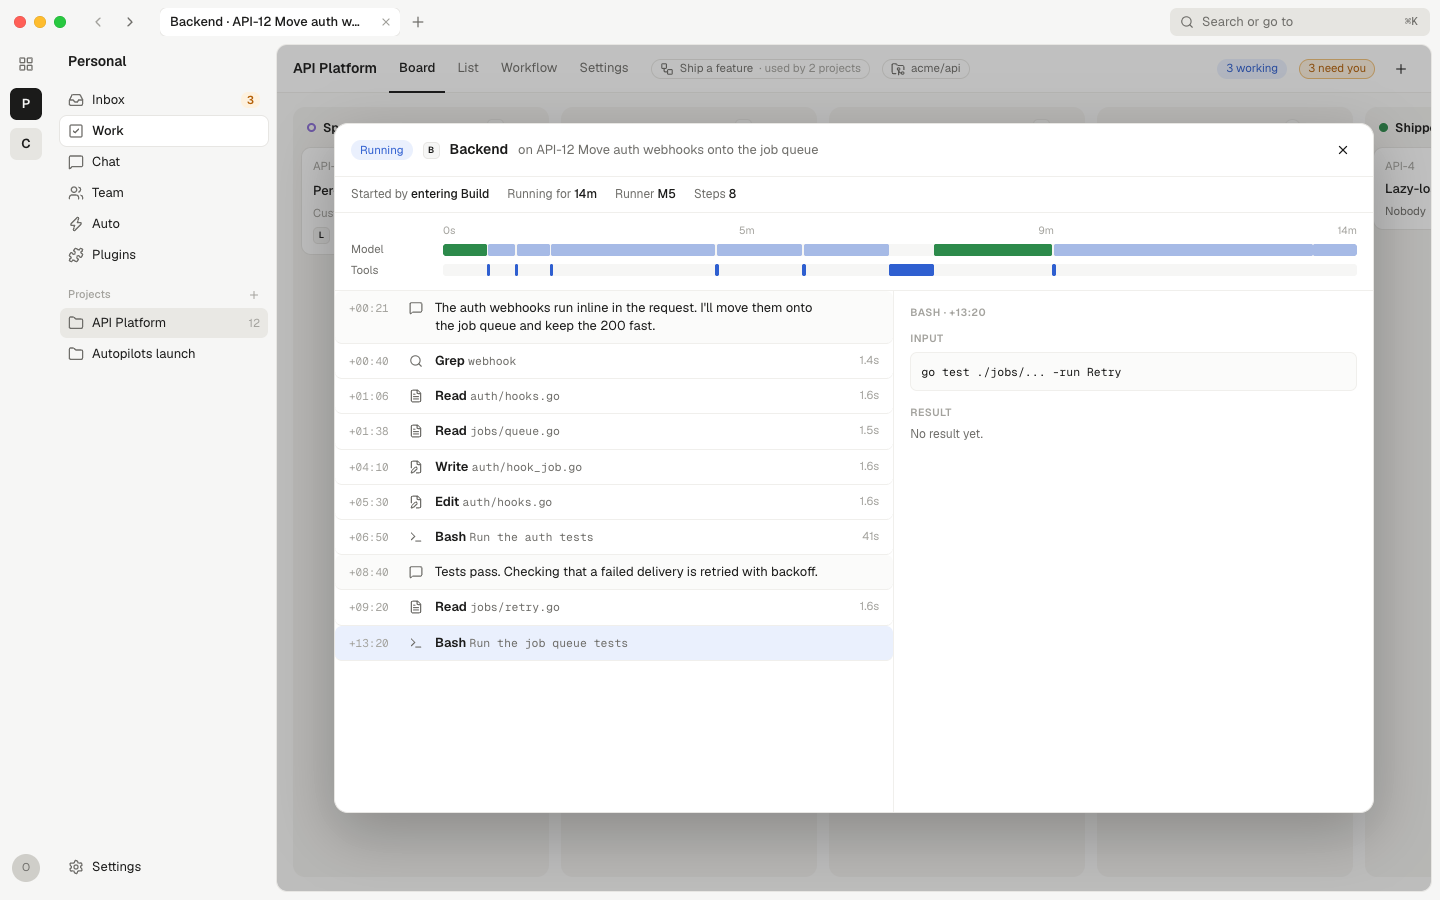 Backend · API-12 Move auth w...
Search or go to
⌘K
Personal
P
C
Inbox
3
Work
Chat
Team
Auto
Plugins
Projects
API Platform
12
Autopilots launch
O
Settings
API Platform
Board
List
Workflow
Settings
Ship a feature · used by 2 projects
acme/api
3 working
3 need you
Sp
API-
Per
Cus
L
Shipp
API-4
Lazy-lo
Nobody
Running
B
Backend
on API-12 Move auth webhooks onto the job queue
Started by entering Build
Running for 14m
Runner M5
Steps 8
0s
5m
9m
14m
Model
Tools
+00:21
The auth webhooks run inline in the request. I'll move them onto
the job queue and keep the 200 fast.
+00:40
Grep webhook
1.4s
+01:06
Read auth/hooks.go
1.6s
+01:38
Read jobs/queue.go
1.5s
+04:10
Write auth/hook_job.go
1.6s
+05:30
Edit auth/hooks.go
1.6s
+06:50
Bash Run the auth tests
41s
+08:40
Tests pass. Checking that a failed delivery is retried with backoff.
+09:20
Read jobs/retry.go
1.6s
+13:20
Bash Run the job queue tests
BASH · +13:20
INPUT
go test ./jobs/... -run Retry
RESULT
No result yet.